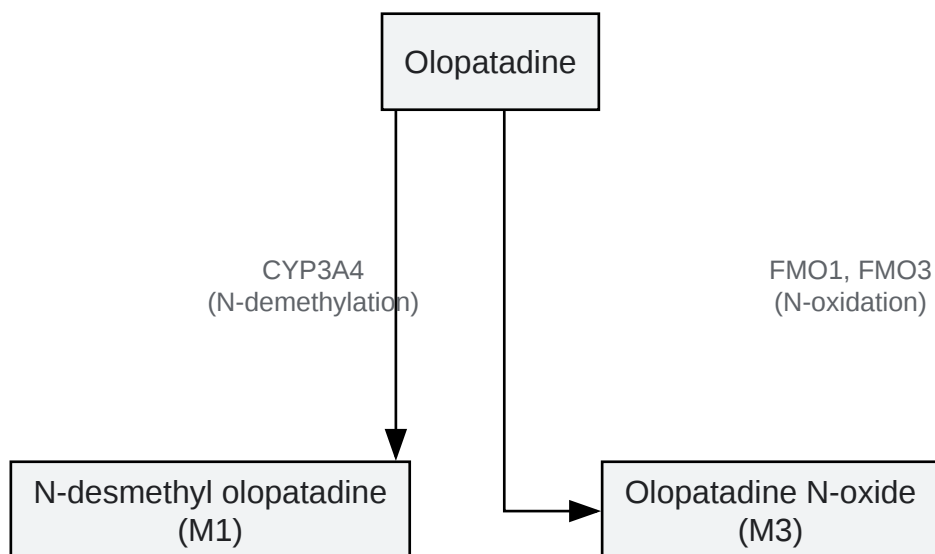 Olopatadine
CYP3A4
(N-demethylation)
FMO1, FMO3
(N-oxidation)
N-desmethyl olopatadine
(M1)
Olopatadine N-oxide
(M3)